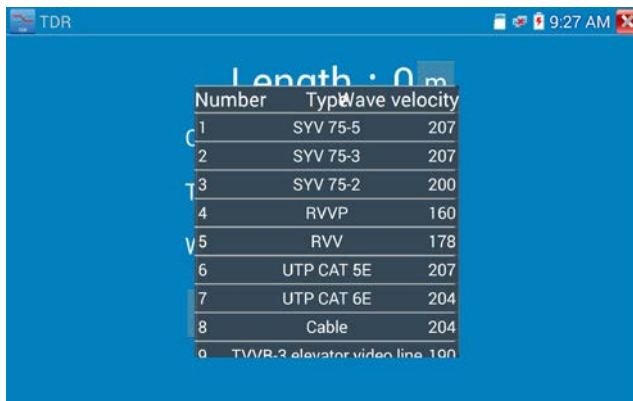 TDR 9:27 AM
Length : 0 m
Number Type Wave velocity
1 SYV 75-5 207
2 SYV 75-3 207
3 SYV 75-2 200
4 RVVP 160
5 RVV 178
6 UTP CAT 5E 207
7 UTP CAT 6E 204
8 Cable 204
9 TVVB-3 elevator video line 190